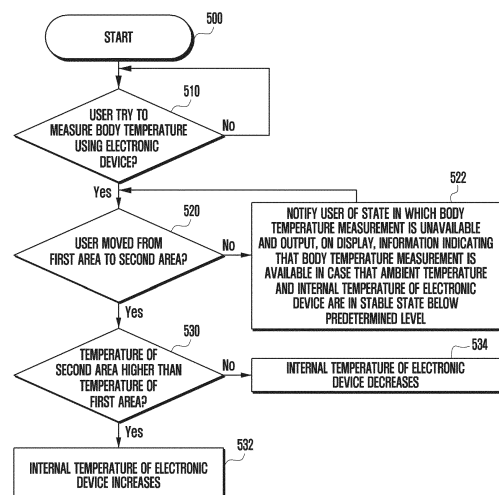 START
500
510
USER TRY TO
MEASURE BODY TEMPERATURE
USING ELECTRONIC
DEVICE?
No
Yes
520
USER MOVED FROM
FIRST AREA TO SECOND AREA?
No
522
NOTIFY USER OF STATE IN WHICH BODY
TEMPERATURE MEASUREMENT IS UNAVAILABLE
AND OUTPUT, ON DISPLAY, INFORMATION INDICATING
THAT BODY TEMPERATURE MEASUREMENT IS
AVAILABLE IN CASE THAT AMBIENT TEMPERATURE
AND INTERNAL TEMPERATURE OF ELECTRONIC
DEVICE ARE IN STABLE STATE BELOW
PREDETERMINED LEVEL
Yes
530
TEMPERATURE OF
SECOND AREA HIGHER THAN
TEMPERATURE OF
FIRST AREA?
No
534
INTERNAL TEMPERATURE OF ELECTRONIC
DEVICE DECREASES
Yes
532
INTERNAL TEMPERATURE OF ELECTRONIC
DEVICE INCREASES